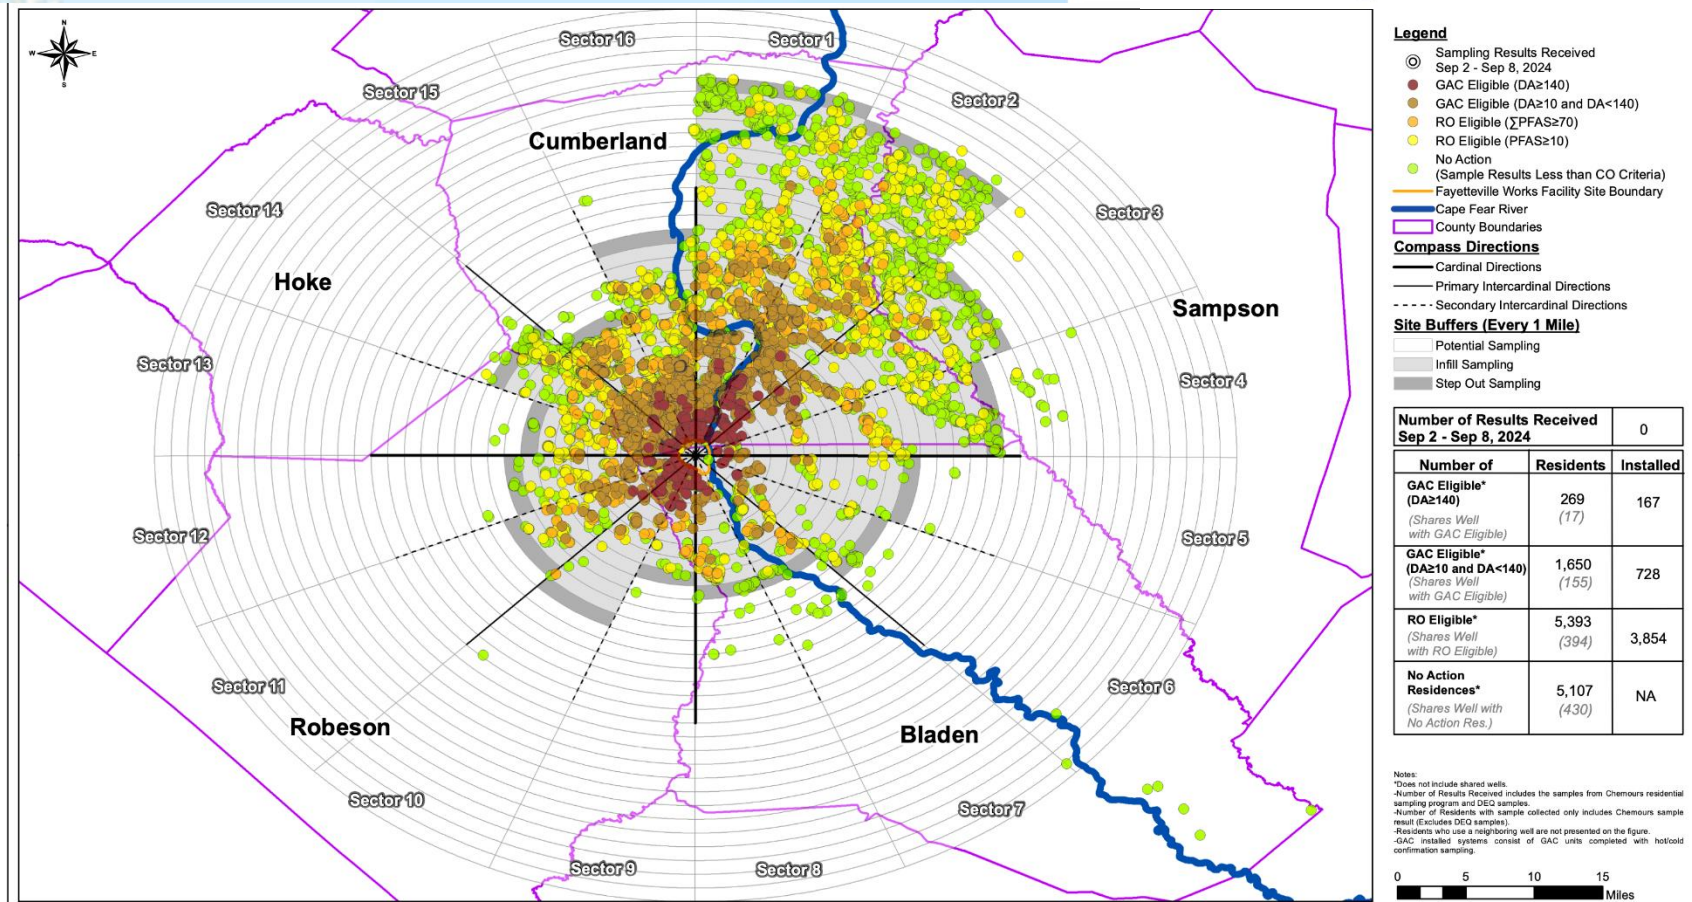 N
W
E
S
Sector 16
Sector 1
Sector 15
Sector 2
Cumberland
Sector 14
Sector 3
Hoke
Sampson
Sector 13
Sector 4
Sector 12
Sector 5
Sector 11
Sector 6
Robeson
Bladen
Sector 10
Sector 7
Sector 9
Sector 8
Legend
Sampling Results Received
Sep 2 - Sep 8, 2024
GAC Eligible (DA≥140)
GAC Eligible (DA≥10 and DA<140)
RO Eligible (∑PFAS≥70)
RO Eligible (PFAS≥10)
No Action
(Sample Results Less than CO Criteria)
Fayetteville Works Facility Site Boundary
Cape Fear River
County Boundaries
Compass Directions
Cardinal Directions
Primary Intercardinal Directions
Secondary Intercardinal Directions
Site Buffers (Every 1 Mile)
Potential Sampling
Infill Sampling
Step Out Sampling
Number of Results Received
Sep 2 - Sep 8, 2024
0
Number of
Residents
Installed
GAC Eligible*
(DA≥140)
(Shares Well
with GAC Eligible)
269
(17)
167
GAC Eligible*
(DA≥10 and DA<140)
(Shares Well
with GAC Eligible)
1,650
(155)
728
RO Eligible*
(Shares Well
with RO Eligible)
5,393
(394)
3,854
No Action
Residences*
(Shares Well with
No Action Res.)
5,107
(430)
NA
Notes:
*Does not include shared wells.
-Number of Results Received includes the samples from Chemours residential
sampling program and DEQ samples.
-Number of Residents with sample collected only includes Chemours sample
result (Excludes DEQ samples).
-Residents who use a neighboring well are not presented on the figure.
-GAC installed systems consist of GAC units completed with hot/cold
confirmation sampling.
0 5 10 15
Miles